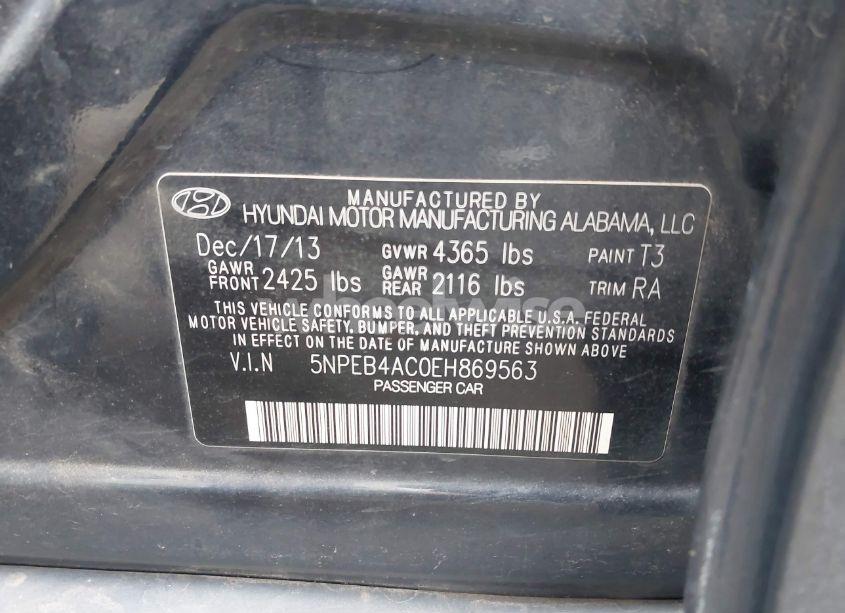 MANUFACTURED BY
HYUNDAI MOTOR MANUFACTURING ALABAMA, LLC
Dec/17/13 GVWR 4365 lbs PAINT T3
GAWR FRONT 2425 lbs GAWR REAR 2116 lbs TRIM RA
THIS VEHICLE CONFORMS TO ALL APPLICABLE U.S.A. FEDERAL
MOTOR VEHICLE SAFETY, BUMPER, AND THEFT PREVENTION STANDARDS
IN EFFECT ON THE DATE OF MANUFACTURE SHOWN ABOVE
V.I.N 5NPEB4AC0EH869563
PASSENGER CAR